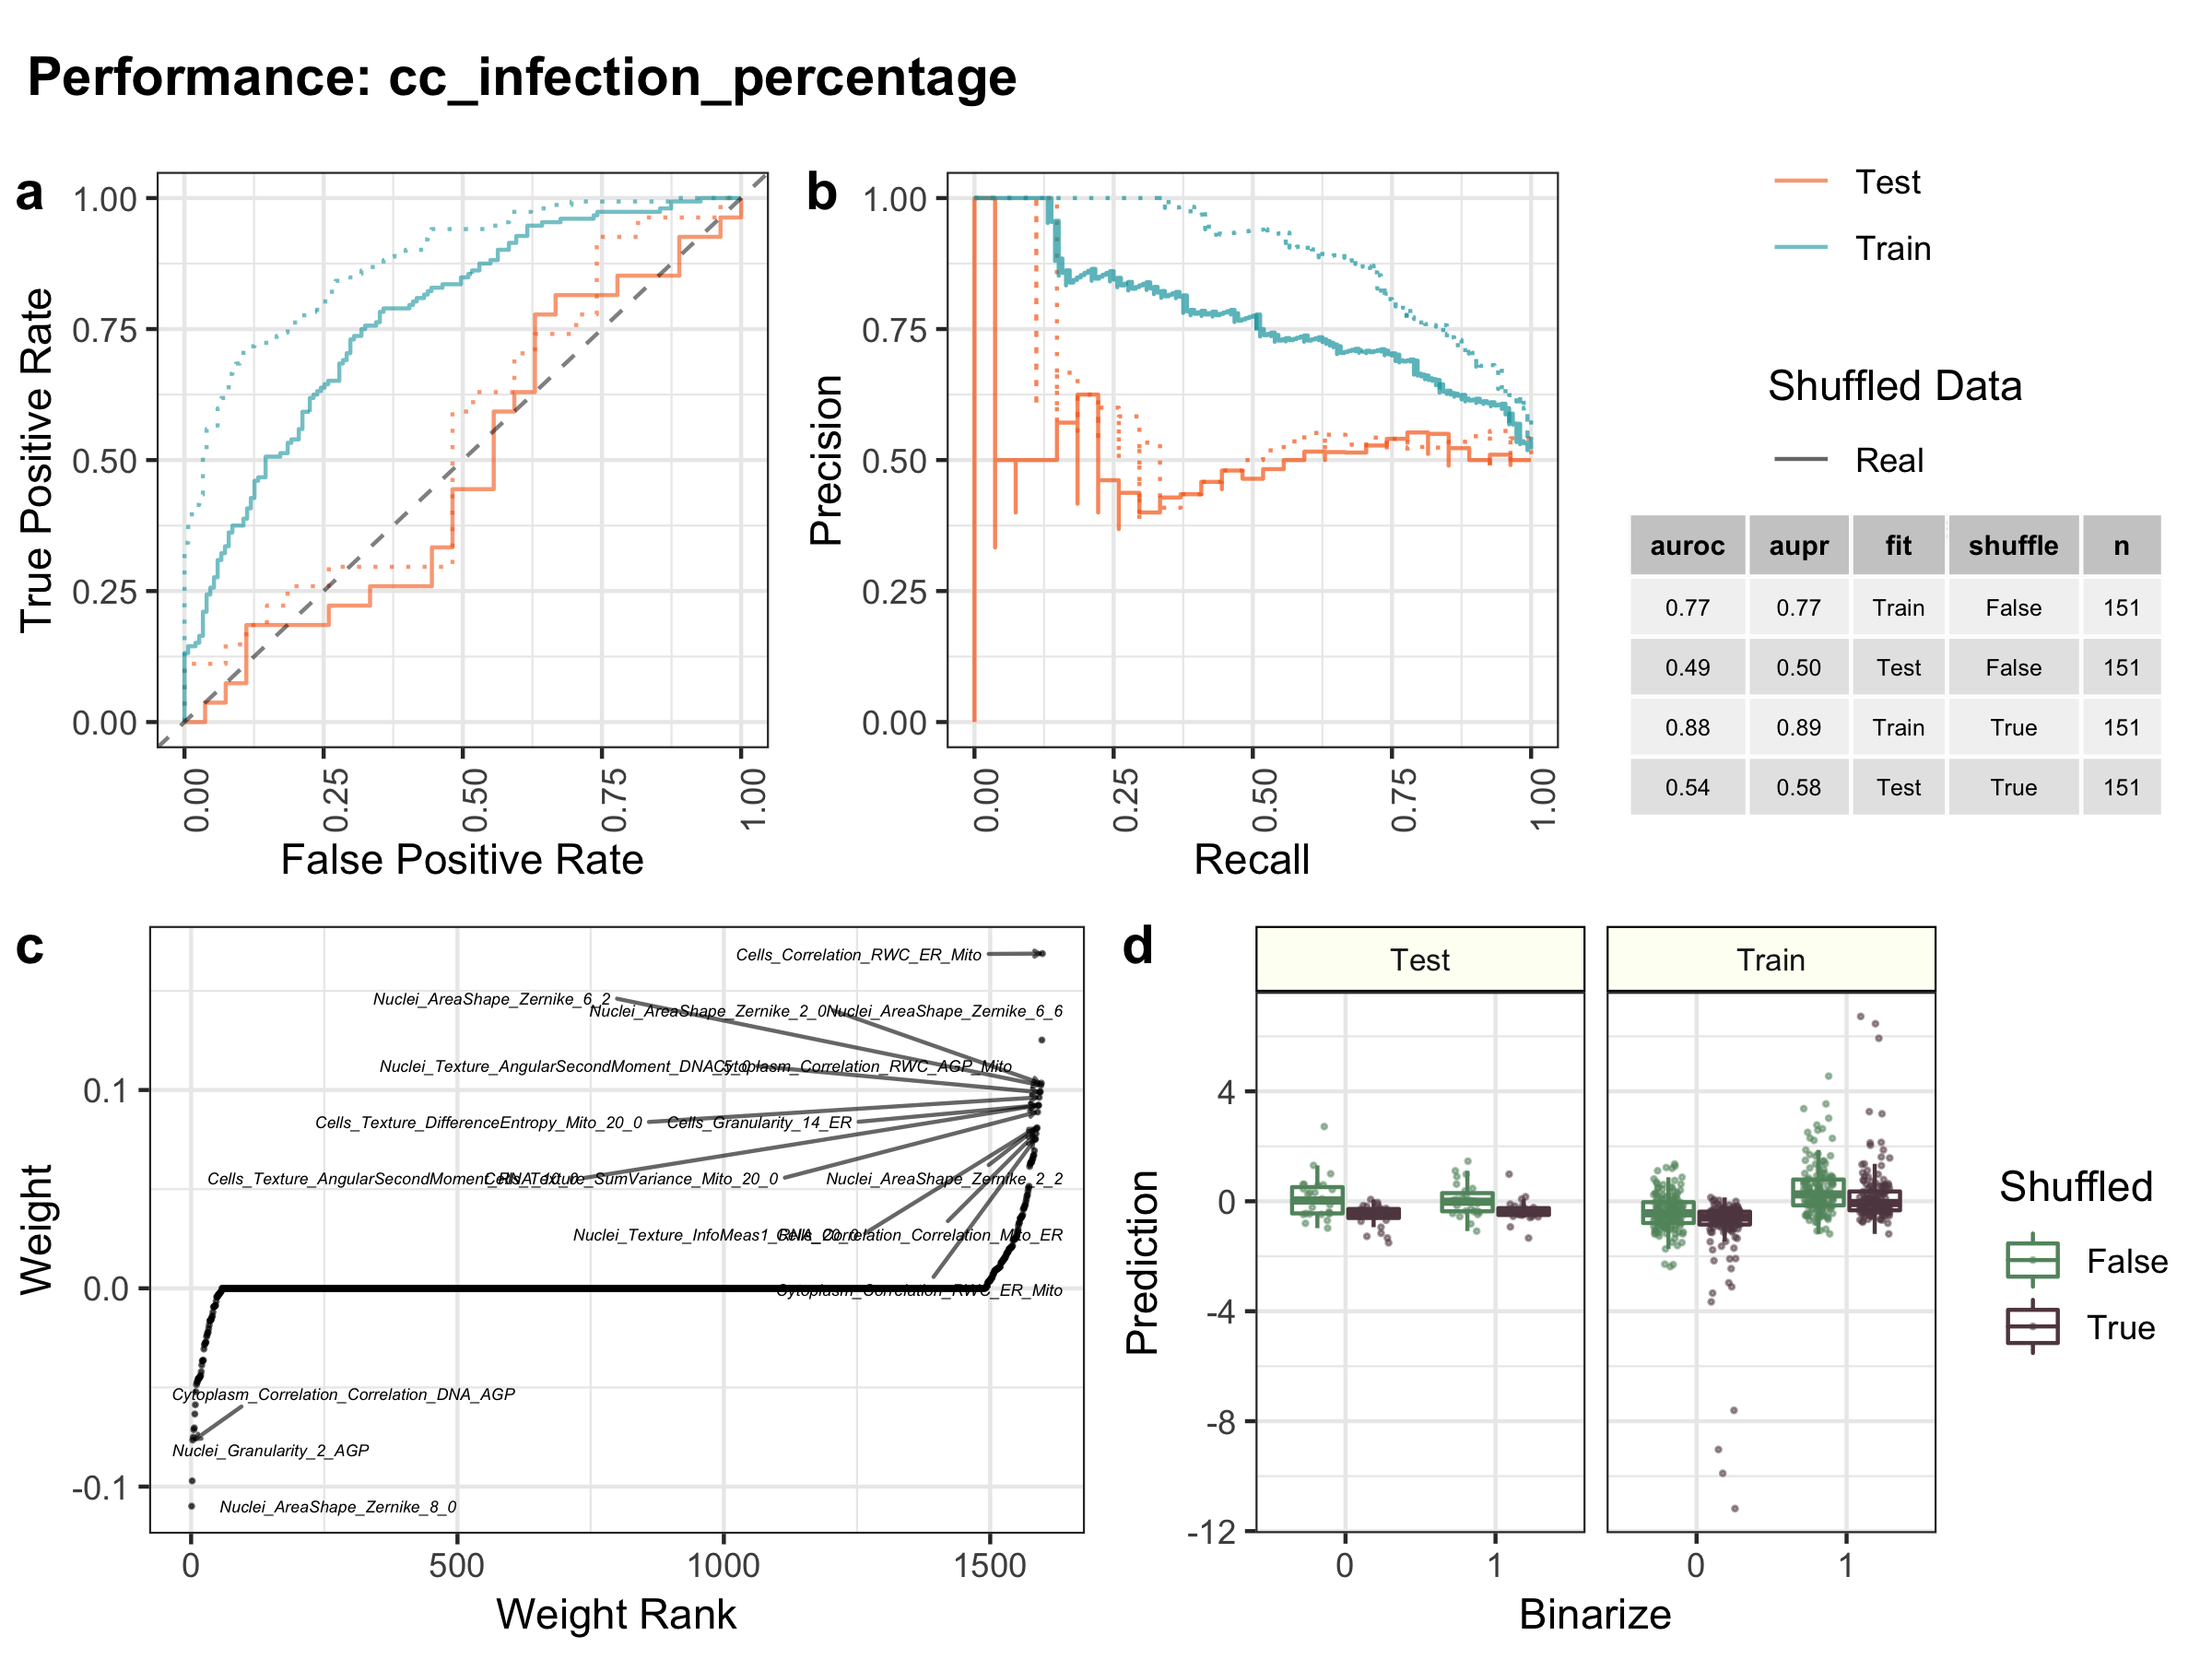 Performance: cc_infection_percentage
a
True Positive Rate
1.00
0.75
0.50
0.25
0.00
0.00
0.25
0.50
0.75
1.00
False Positive Rate
b
Precision
1.00
0.75
0.50
0.25
0.00
0.00
0.25
0.50
0.75
1.00
Recall
Test
Train
Shuffled Data
Real
auroc aupr fit shuffle n
0.77 0.77 Train False 151
0.49 0.50 Test False 151
0.88 0.89 Train True 151
0.54 0.58 Test True 151
c
Weight
0.1
0.0
-0.1
Cells_Correlation_RWC_ER_Mito
Nuclei_AreaShape_Zernike_6_2
Nuclei_AreaShape_Zernike_2_0
Nuclei_AreaShape_Zernike_6_6
Nuclei_Texture_AngularSecondMoment_DNA_5_0
Cytoplasm_Correlation_RWC_AGP_Mito
Cells_Texture_DifferenceEntropy_Mito_20_0
Cells_Granularity_14_ER
Cells_Texture_AngularSecondMoment_RNA_10_0
Cells_Texture_SumVariance_Mito_20_0
Nuclei_AreaShape_Zernike_2_2
Nuclei_Texture_InfoMeas1_RNA_20_0
Cells_Correlation_Correlation_Mito_ER
Cytoplasm_Correlation_RWC_ER_Mito
Cytoplasm_Correlation_Correlation_DNA_AGP
Nuclei_Granularity_2_AGP
Nuclei_AreaShape_Zernike_8_0
0
500
1000
1500
Weight Rank
d
Test
Train
Prediction
4
0
-4
-8
-12
0
1
0
1
Binarize
Shuffled
False
True